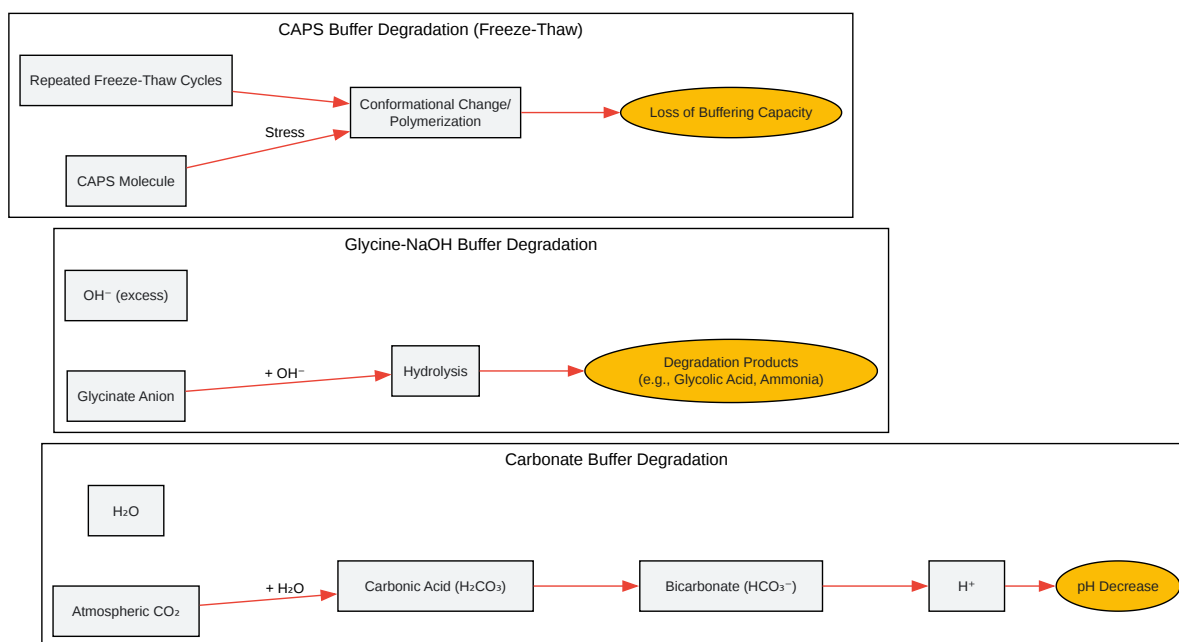 CAPS Buffer Degradation (Freeze-Thaw)
Repeated Freeze-Thaw Cycles
Conformational Change/
Polymerization
Loss of Buffering Capacity
Stress
CAPS Molecule
Glycine-NaOH Buffer Degradation
OH⁻ (excess)
Glycinate Anion
+ OH⁻
Hydrolysis
Degradation Products
(e.g., Glycolic Acid, Ammonia)
Carbonate Buffer Degradation
H₂O
Atmospheric CO₂
+ H₂O
Carbonic Acid (H₂CO₃)
Bicarbonate (HCO₃⁻)
H⁺
pH Decrease